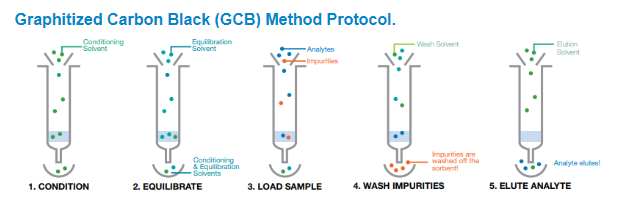 Graphitized Carbon Black (GCB) Method Protocol.
Conditioning
Solvent
Equilibration
Solvent
Analytes
Impurities
Wash Solvent
Elution
Solvent
Conditioning
& Equilibration
Solvents
Impurities are
washed off the
sorbent!
Analyte elutes!
1. CONDITION
2. EQUILIBRATE
3. LOAD SAMPLE
4. WASH IMPURITIES
5. ELUTE ANALYTE